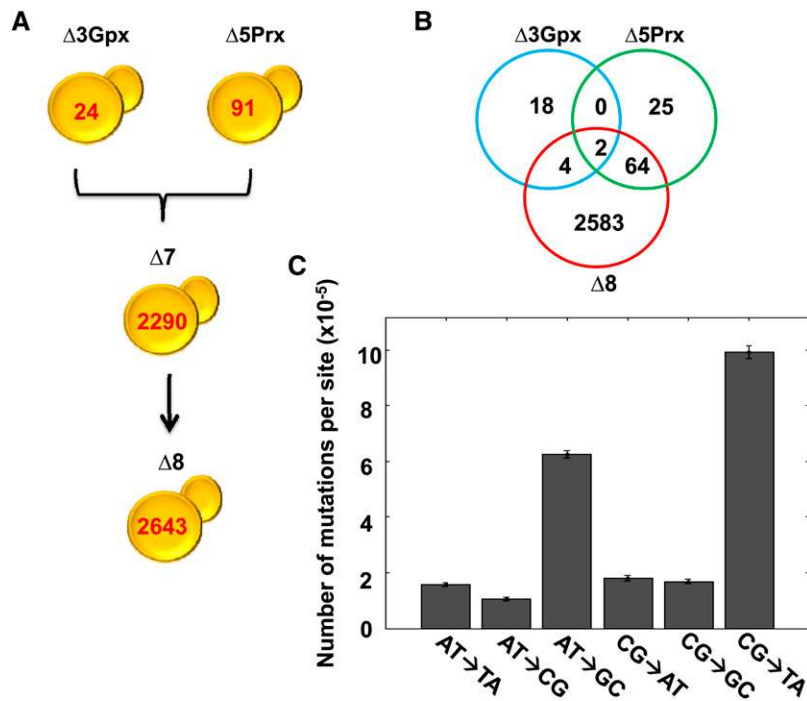 A
Δ3Gpx
Δ5Prx
24
91
Δ7
2290
Δ8
2643
B
Δ3Gpx
Δ5Prx
18
0
25
2
4
64
2583
Δ8
C
Number of mutations per site (x10⁻⁵)
10
8
6
4
2
0
AT→TA
AT→CG
AT→GC
CG→AT
CG→GC
CG→TA